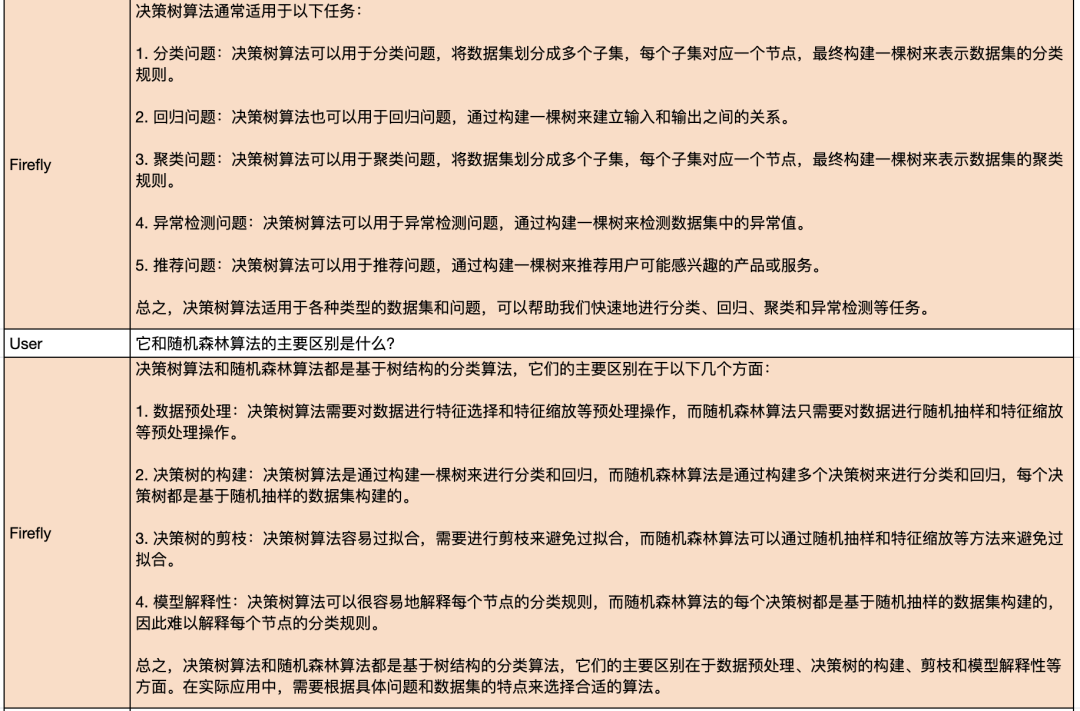 决策树算法通常适用于以下任务：
1. 分类问题：决策树算法可以用于分类问题，将数据集划分成多个子集，每个子集对应一个节点，最终构建一棵树来表示数据集的分类
规则。
2. 回归问题：决策树算法也可以用于回归问题，通过构建一棵树来建立输入和输出之间的关系。
3. 聚类问题：决策树算法可以用于聚类问题，将数据集划分成多个子集，每个子集对应一个节点，最终构建一棵树来表示数据集的聚类
规则。
Firefly
4. 异常检测问题：决策树算法可以用于异常检测问题，通过构建一棵树来检测数据集中的异常值。
5. 推荐问题：决策树算法可以用于推荐问题，通过构建一棵树来推荐用户可能感兴趣的产品或服务。
总之，决策树算法适用于各种类型的数据集和问题，可以帮助我们快速地进行分类、回归、聚类和异常检测等任务。
User
它和随机森林算法的主要区别是什么?
决策树算法和随机森林算法都是基于树结构的分类算法，它们的主要区别在于以下几个方面：
1. 数据预处理：决策树算法需要对数据进行特征选择和特征缩放等预处理操作，而随机森林算法只需要对数据进行随机抽样和特征缩放
等预处理操作。
2. 决策树的构建：决策树算法是通过构建一棵树来进行分类和回归，而随机森林算法是通过构建多个决策树来进行分类和回归，每个决
策树都是基于随机抽样的数据集构建的。
Firefly
3. 决策树的剪枝：决策树算法容易过拟合，需要进行剪枝来避免过拟合，而随机森林算法可以通过随机抽样和特征缩放等方法来避免过
拟合。
4. 模型解释性：决策树算法可以很容易地解释每个节点的分类规则，而随机森林算法的每个决策树都是基于随机抽样的数据集构建的，
因此难以解释每个节点的分类规则。
总之，决策树算法和随机森林算法都是基于树结构的分类算法，它们的主要区别在于数据预处理、决策树的构建、剪枝和模型解释性等
方面。在实际应用中，需要根据具体问题和数据集的特点来选择合适的算法。